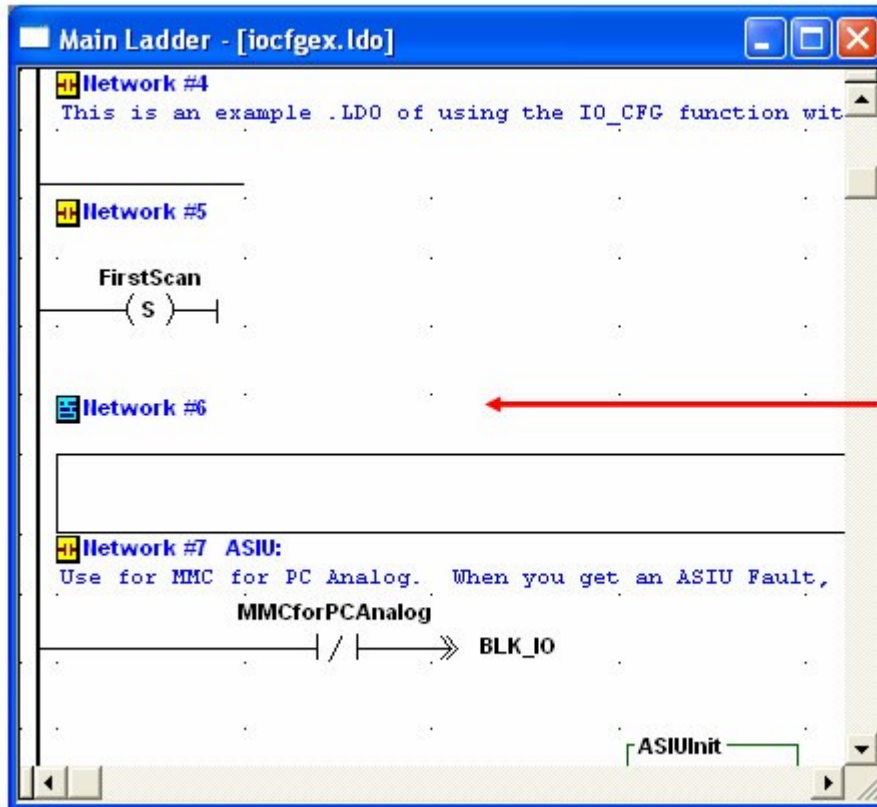 Main Ladder - [iocfgex.ldo]
Network #4
This is an example .LDO of using the IO_CFG function wit
Network #5
FirstScan
S
Network #6
Network #7 ASIU:
Use for MMC for PC Analog. When you get an ASIU Fault,
MMCforPCAnalog
BLK_IO
ASIUInit